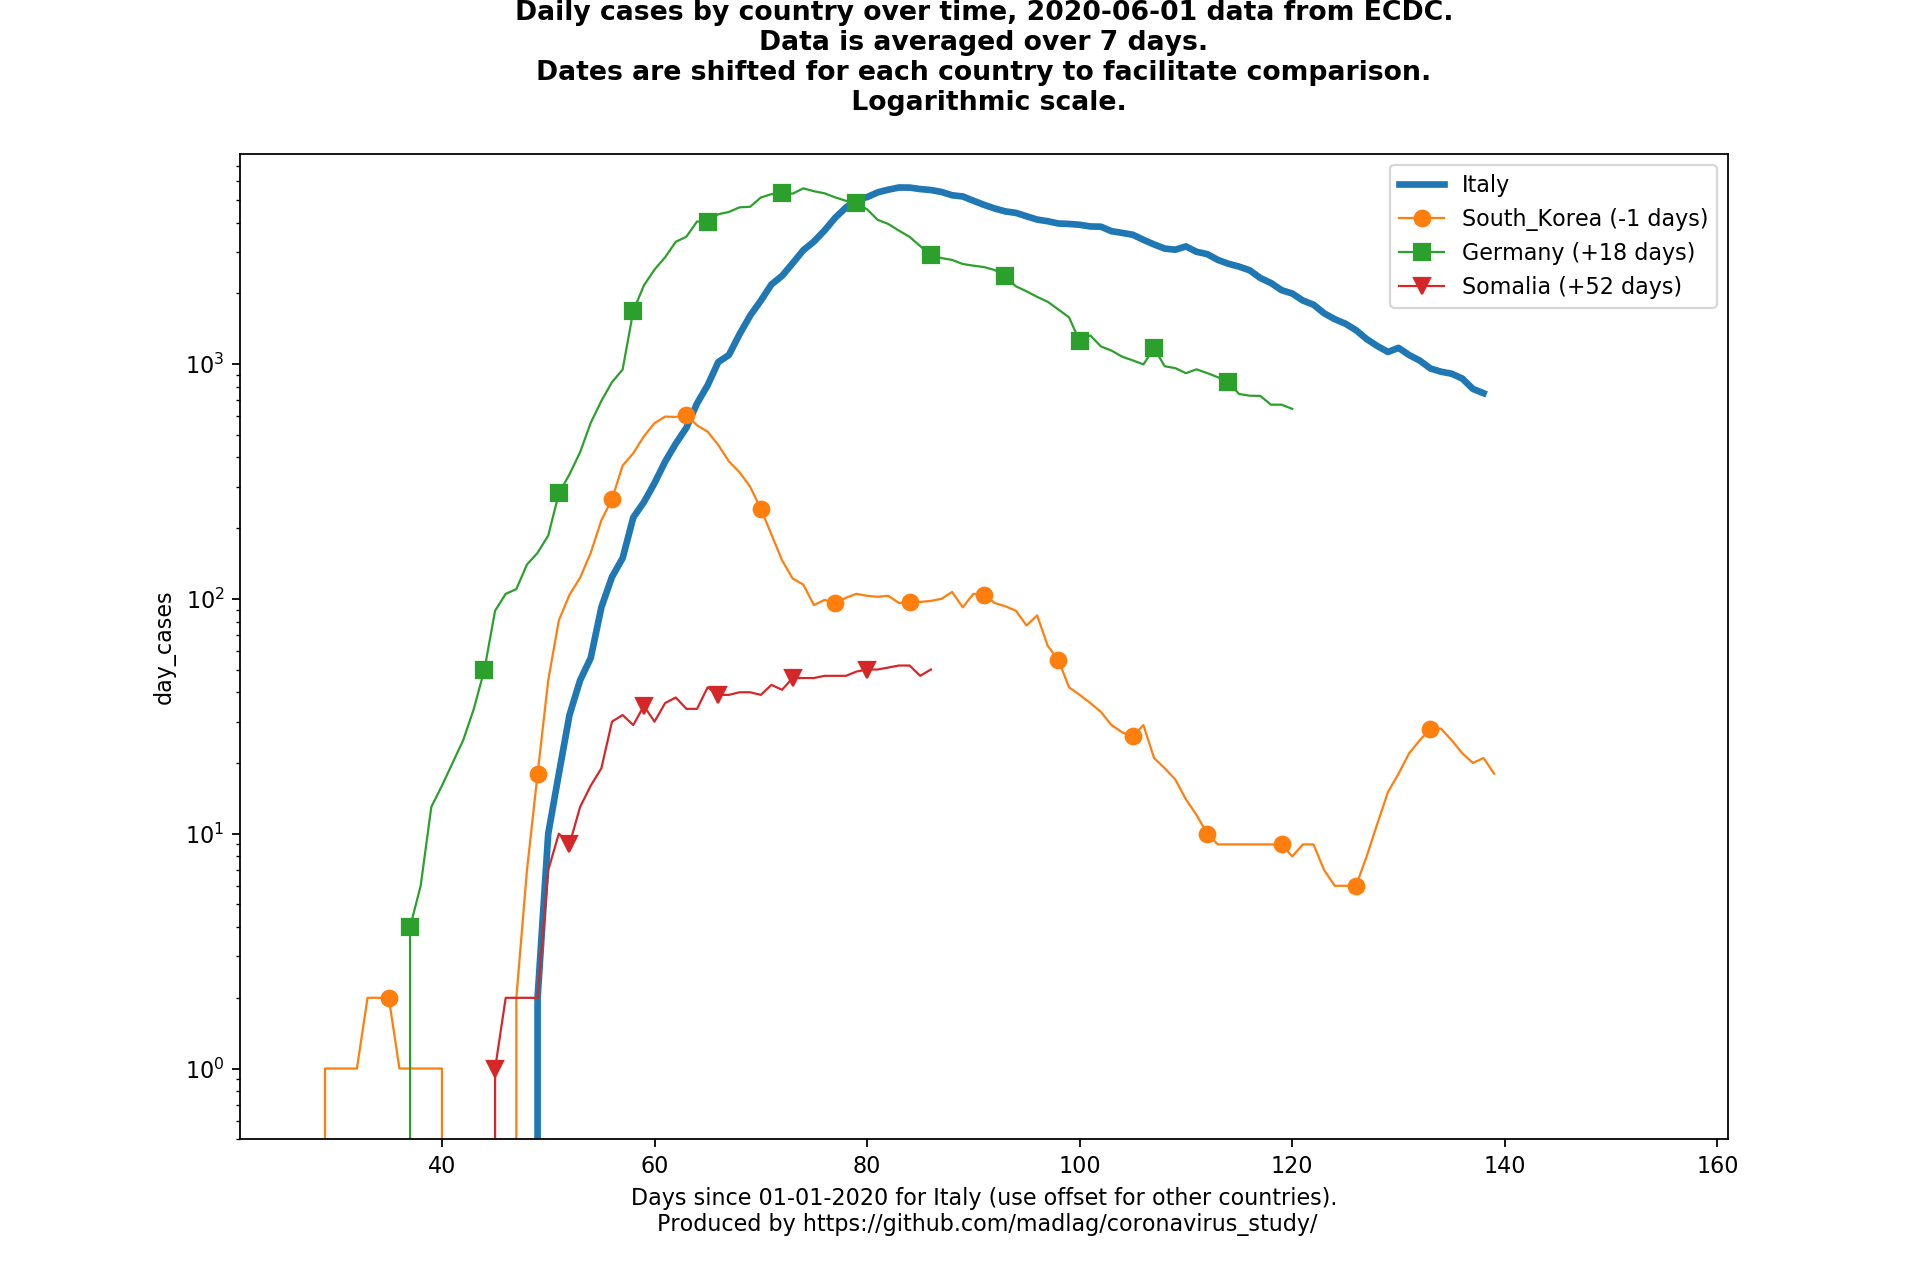 Daily cases by country over time, 2020-06-01 data from ECDC.
Data is averaged over 7 days.
Dates are shifted for each country to facilitate comparison.
Logarithmic scale.
Italy
South_Korea (-1 days)
Germany (+18 days)
Somalia (+52 days)
day_cases
10³
10²
10¹
10⁰
40 60 80 100 120 140 160
Days since 01-01-2020 for Italy (use offset for other countries).
Produced by https://github.com/madlag/coronavirus_study/